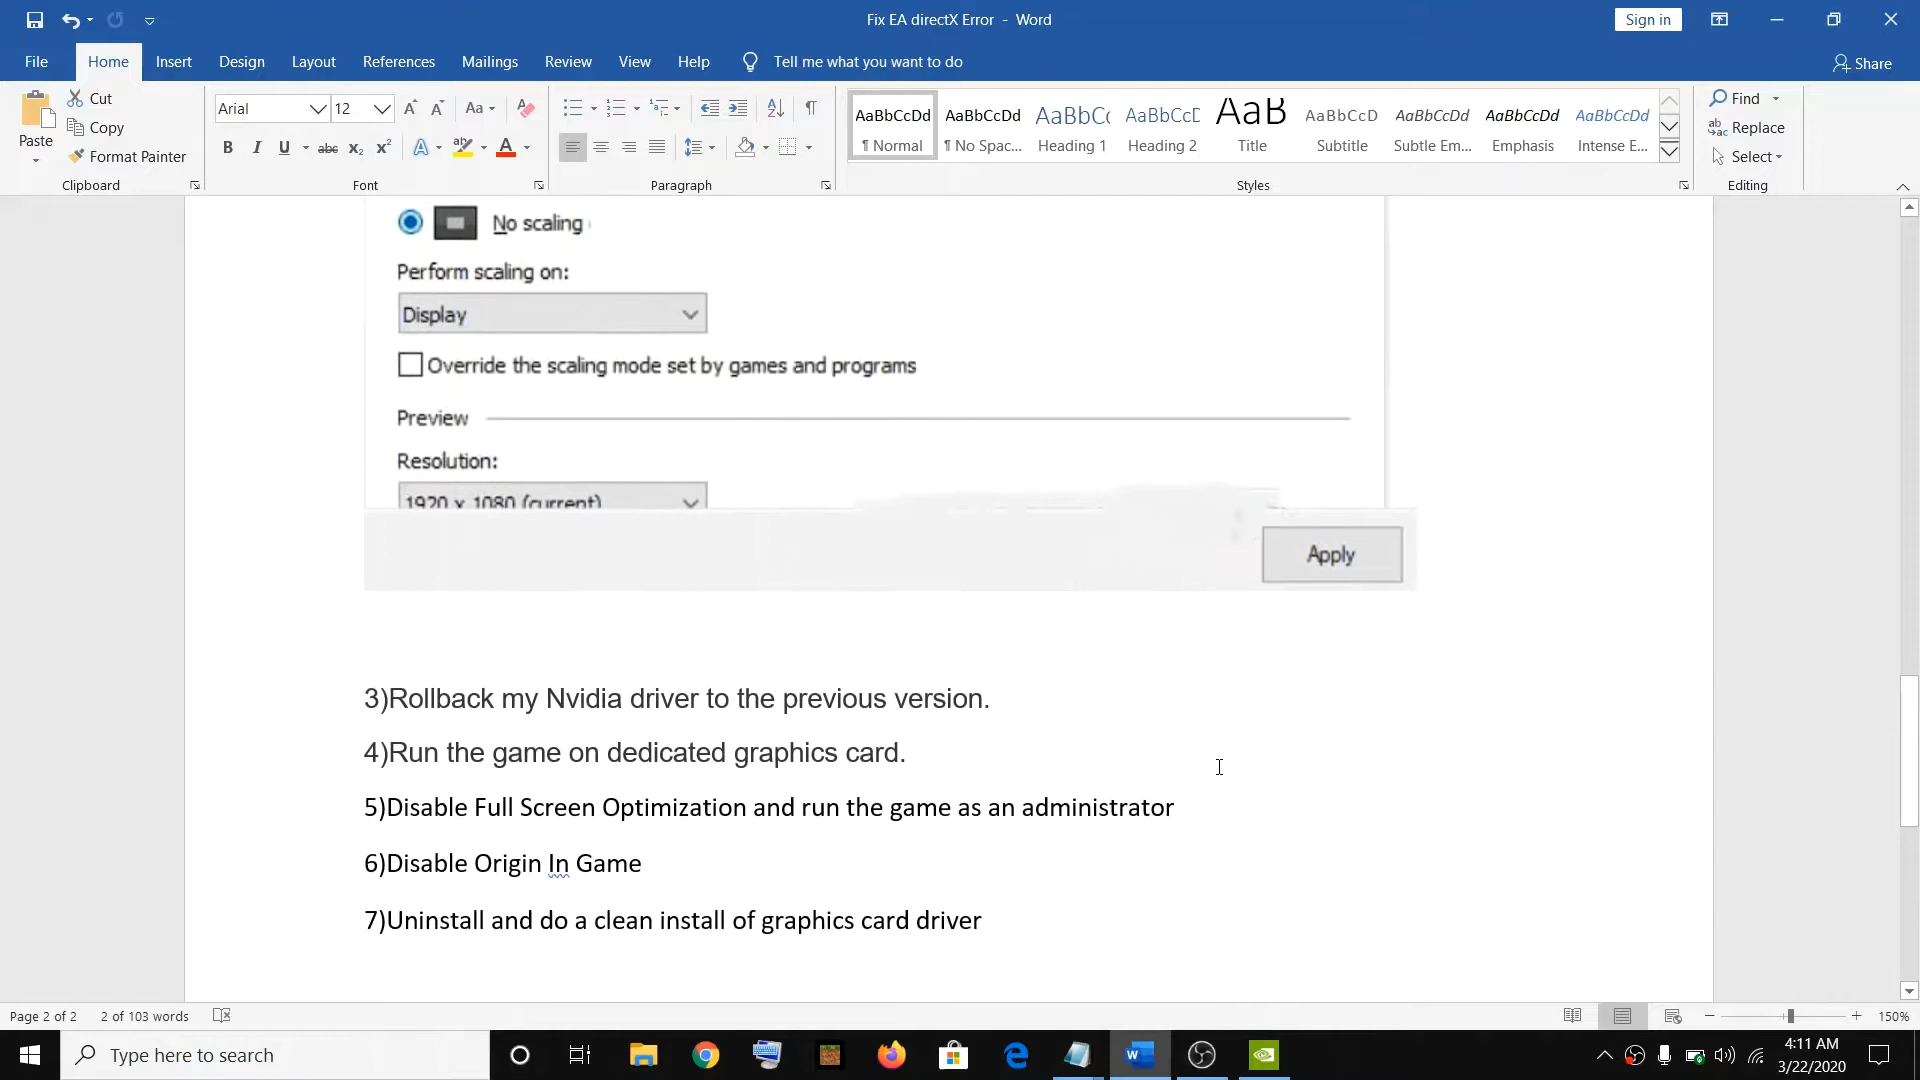 Fix EA directX Error - Word
Sign in
File Home Insert Design Layout References Mailings Review View Help Tell me what you want to do
Share
Paste
Cut
Copy
Format Painter
Clipboard
Arial 12
Aa
B I U abc x₂ x²
Font
Paragraph
AaBbCcDd AaBbCcDd AaBbCc AaBbCcD AaB AaBbCcD AaBbCcDd AaBbCcDd AaBbCcDd
¶ Normal ¶ No Spac... Heading 1 Heading 2 Title Subtitle Subtle Em... Emphasis Intense E...
Styles
Find
Replace
Select
Editing
No scaling
Perform scaling on:
Display
Override the scaling mode set by games and programs
Preview
Resolution:
1920 x 1080 (current)
Apply
3)Rollback my Nvidia driver to the previous version.
4)Run the game on dedicated graphics card.
5)Disable Full Screen Optimization and run the game as an administrator
6)Disable Origin In Game
7)Uninstall and do a clean install of graphics card driver
Page 2 of 2 2 of 103 words
150%
Type here to search
4:11 AM
3/22/2020